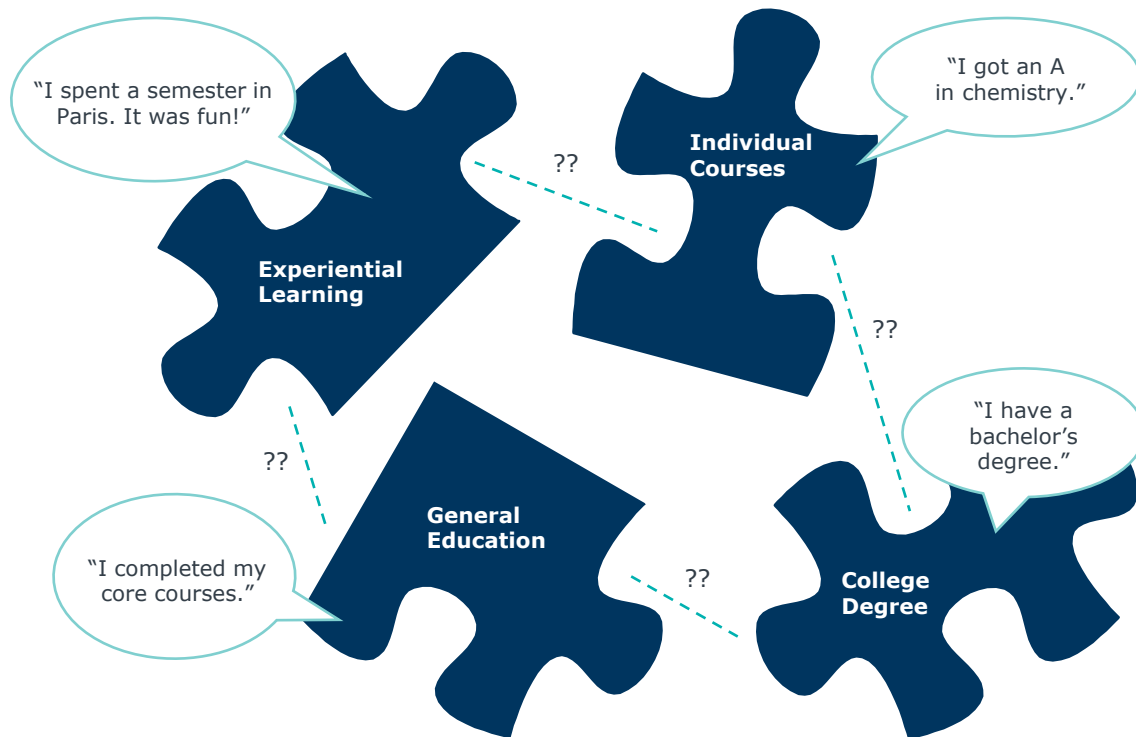 “I spent a semester in
Paris. It was fun!”
“I got an A
in chemistry.”
Individual
Courses
??
Experiential
Learning
??
“I have a
bachelor’s
degree.”
??
General
Education
“I completed my
core courses.”
??
College
Degree